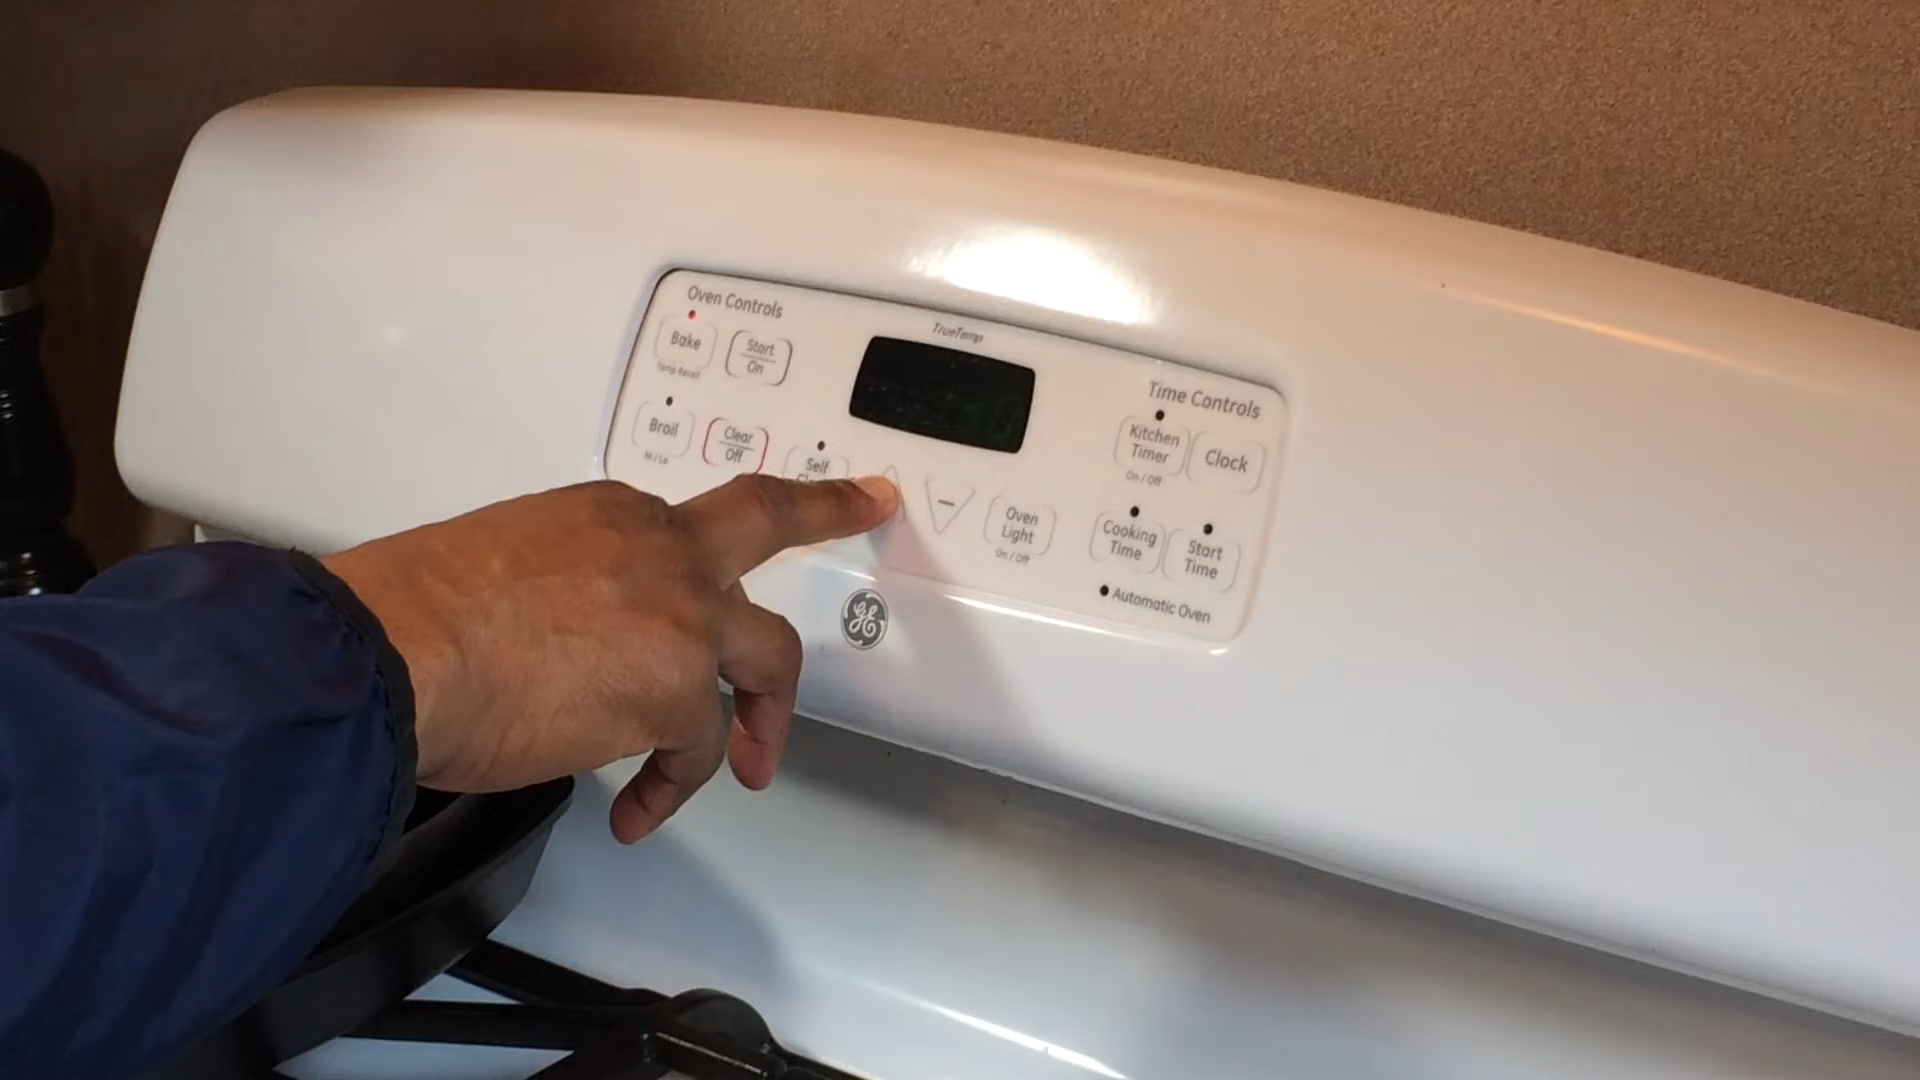 Oven Controls
Bake
Temp Recall
Start
On
Broil
Hi / Lo
Clear
Off
Self
TrueTemp
−
Oven
Light
On / Off
Time Controls
Kitchen
Timer
On / Off
Clock
Cooking
Time
Start
Time
Automatic Oven
GE